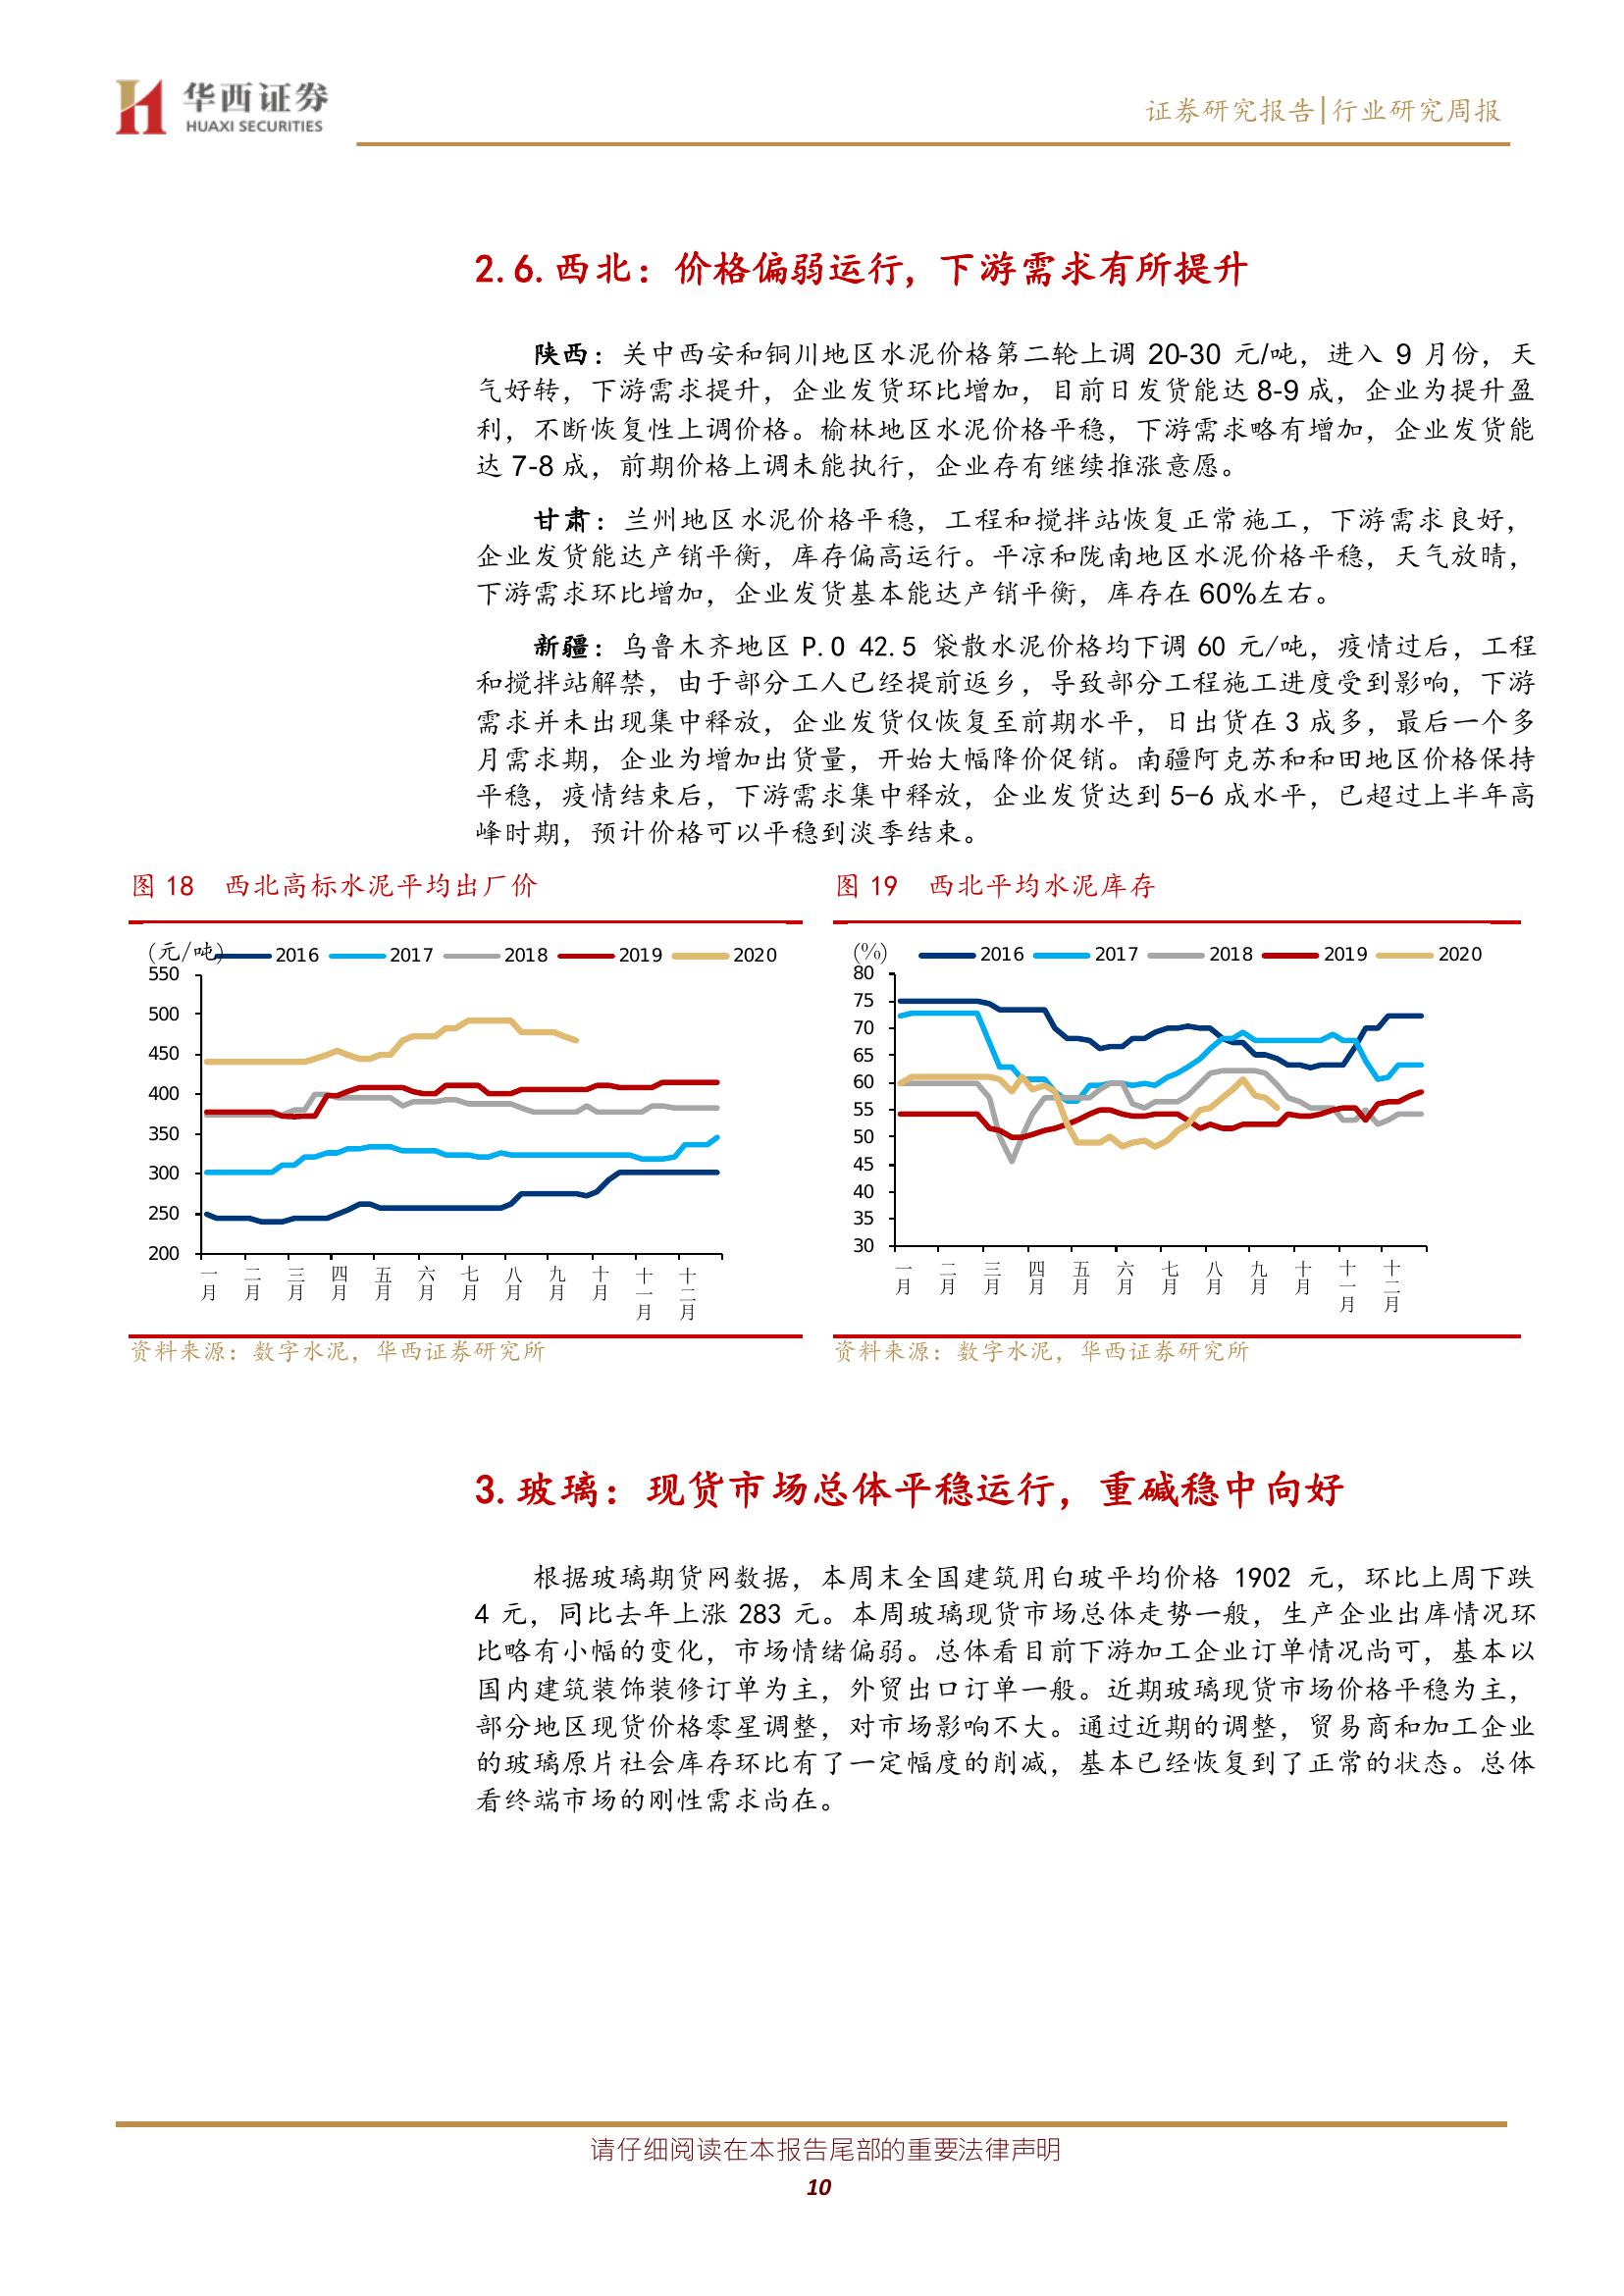 华西证券
HUAXI SECURITIES
证券研究报告|行业研究周报
2.6.西北：价格偏弱运行，下游需求有所提升
陕西：关中西安和铜川地区水泥价格第二轮上调 20-30 元/吨，进入 9 月份，天
气好转，下游需求提升，企业发货环比增加，目前日发货能达 8-9 成，企业为提升盈
利，不断恢复性上调价格。榆林地区水泥价格平稳，下游需求略有增加，企业发货能
达 7-8 成，前期价格上调未能执行，企业存有继续推涨意愿。
甘肃：兰州地区水泥价格平稳，工程和搅拌站恢复正常施工，下游需求良好，
企业发货能达产销平衡，库存偏高运行。平凉和陇南地区水泥价格平稳，天气放晴，
下游需求环比增加，企业发货基本能达产销平衡，库存在 60%左右。
新疆：乌鲁木齐地区 P.O 42.5 袋散水泥价格均下调 60 元/吨，疫情过后，工程
和搅拌站解禁，由于部分工人已经提前返乡，导致部分工程施工进度受到影响，下游
需求并未出现集中释放，企业发货仅恢复至前期水平，日出货在 3 成多，最后一个多
月需求期，企业为增加出货量，开始大幅降价促销。南疆阿克苏和和田地区价格保持
平稳，疫情结束后，下游需求集中释放，企业发货达到 5-6 成水平，已超过上半年高
峰时期，预计价格可以平稳到淡季结束。
图 18 西北高标水泥平均出厂价
(元/吨)
2016 2017 2018 2019 2020
550
500
450
400
350
300
250
200
一月 二月 三月 四月 五月 六月 七月 八月 九月 十月 十一月 十二月
资料来源：数字水泥，华西证券研究所
图 19 西北平均水泥库存
(%)
2016 2017 2018 2019 2020
80
75
70
65
60
55
50
45
40
35
30
一月 二月 三月 四月 五月 六月 七月 八月 九月 十月 十一月 十二月
资料来源：数字水泥，华西证券研究所
3.玻璃：现货市场总体平稳运行，重碱稳中向好
根据玻璃期货网数据，本周末全国建筑用白玻平均价格 1902 元，环比上周下跌
4 元，同比去年上涨 283 元。本周玻璃现货市场总体走势一般，生产企业出库情况环
比略有小幅的变化，市场情绪偏弱。总体看目前下游加工企业订单情况尚可，基本以
国内建筑装饰装修订单为主，外贸出口订单一般。近期玻璃现货市场价格平稳为主，
部分地区现货价格零星调整，对市场影响不大。通过近期的调整，贸易商和加工企业
的玻璃原片社会库存环比有了一定幅度的削减，基本已经恢复到了正常的状态。总体
看终端市场的刚性需求尚在。
请仔细阅读在本报告尾部的重要法律声明
10